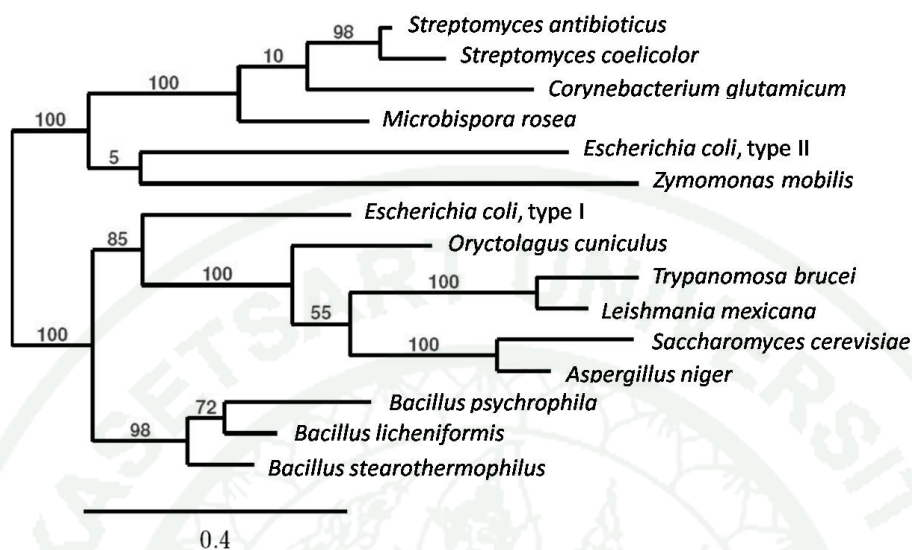 Streptomyces antibioticus
98
Streptomyces coelicolor
10
Corynebacterium glutamicum
100
Microbispora rosea
100
Escherichia coli, type II
5
Zymomonas mobilis
Escherichia coli, type I
85
Oryctolagus cuniculus
100
Trypanomosa brucei
100
Leishmania mexicana
55
100
Saccharomyces cerevisiae
100
Aspergillus niger
Bacillus psychrophila
72
Bacillus licheniformis
98
Bacillus stearothermophilus
0.4
KASETSART UNIVERSITY